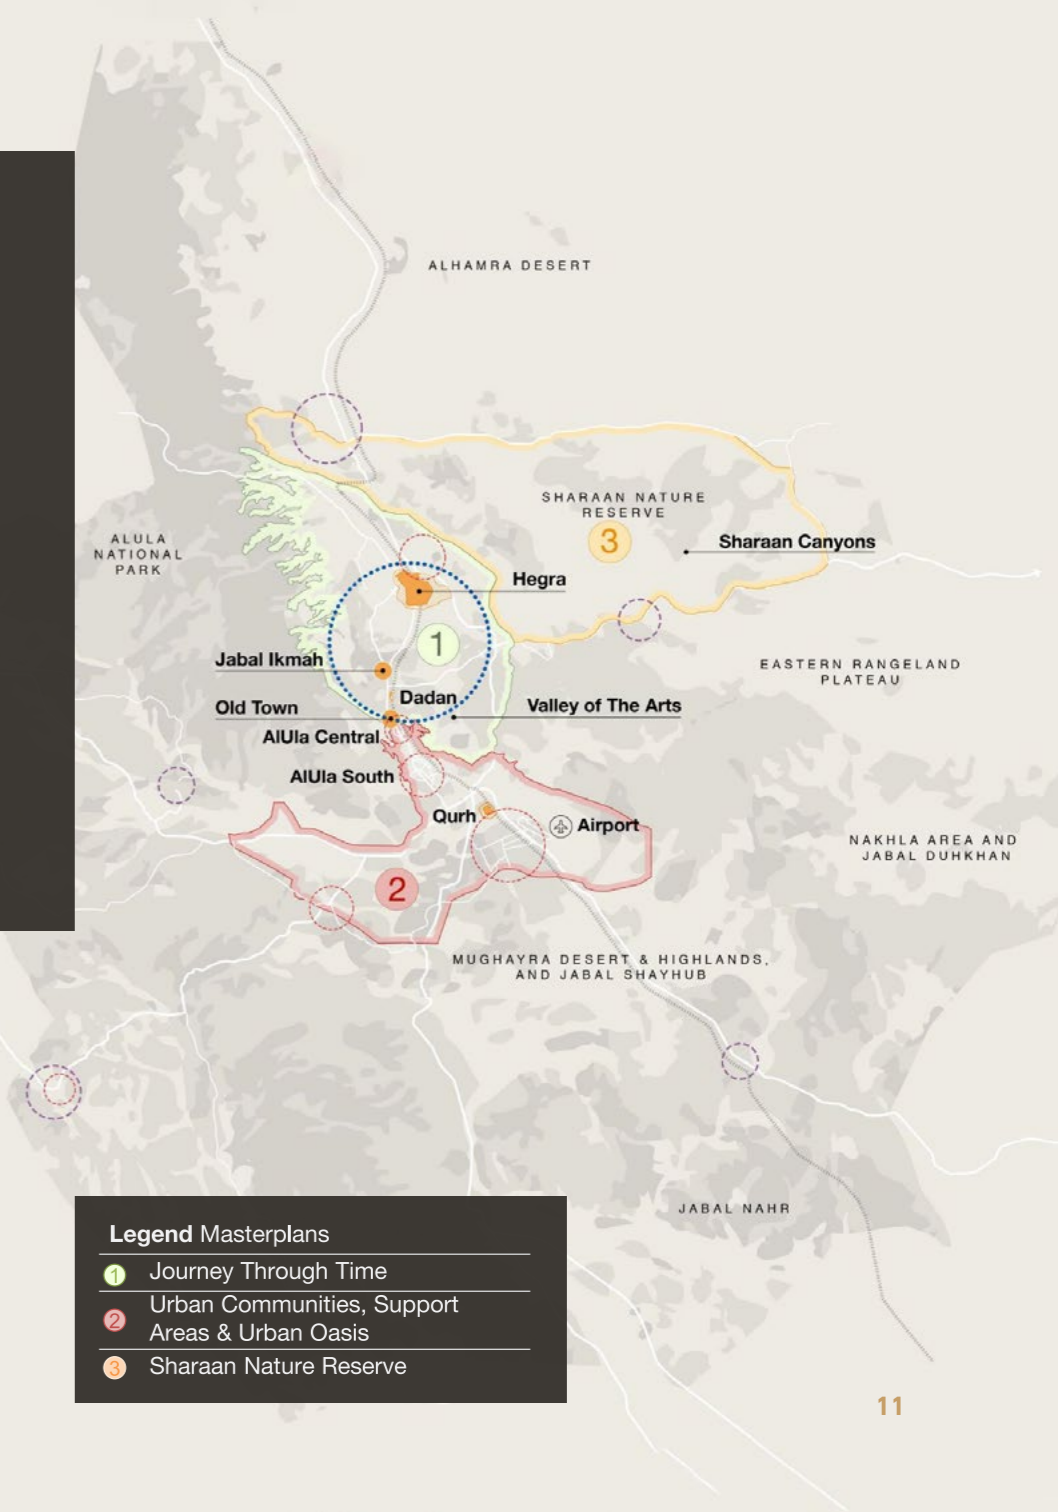 ALHAMRA DESERT
SHARAAN NATURE
RESERVE
3
Sharaan Canyons
ALULA
NATIONAL
PARK
Hegra
1
Jabal Ikmah
EASTERN RANGELAND
PLATEAU
Dadan
Old Town
Valley of The Arts
AlUla Central
AlUla South
Qurh
Airport
NAKHLA AREA AND
JABAL DUHKHAN
2
MUGHAYRA DESERT & HIGHLANDS,
AND JABAL SHAYHUB
JABAL NAHR
Legend Masterplans
1 Journey Through Time
2 Urban Communities, Support
Areas & Urban Oasis
3 Sharaan Nature Reserve
11